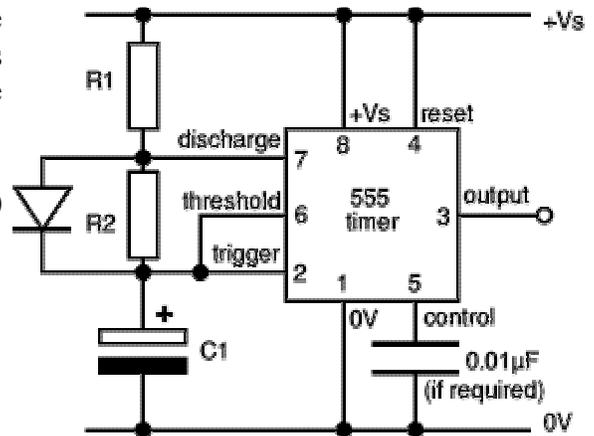 +Vs
R1
+Vs
reset
discharge
8
4
7
555
timer
threshold
6
output
3
R2
trigger
2
1
5
0V
control
+
C1
0.01µF
(if required)
0V